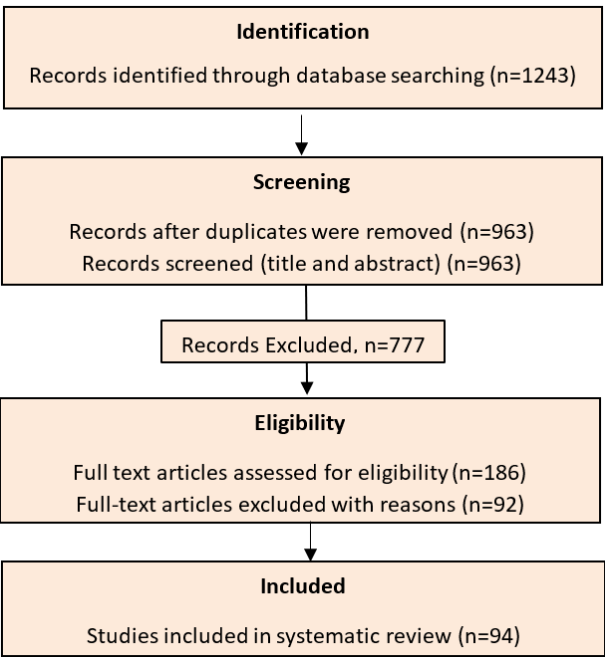 Identification
Records identified through database searching (n=1243)
Screening
Records after duplicates were removed (n=963)
Records screened (title and abstract) (n=963)
Records Excluded, n=777
Eligibility
Full text articles assessed for eligibility (n=186)
Full-text articles excluded with reasons (n=92)
Included
Studies included in systematic review (n=94)